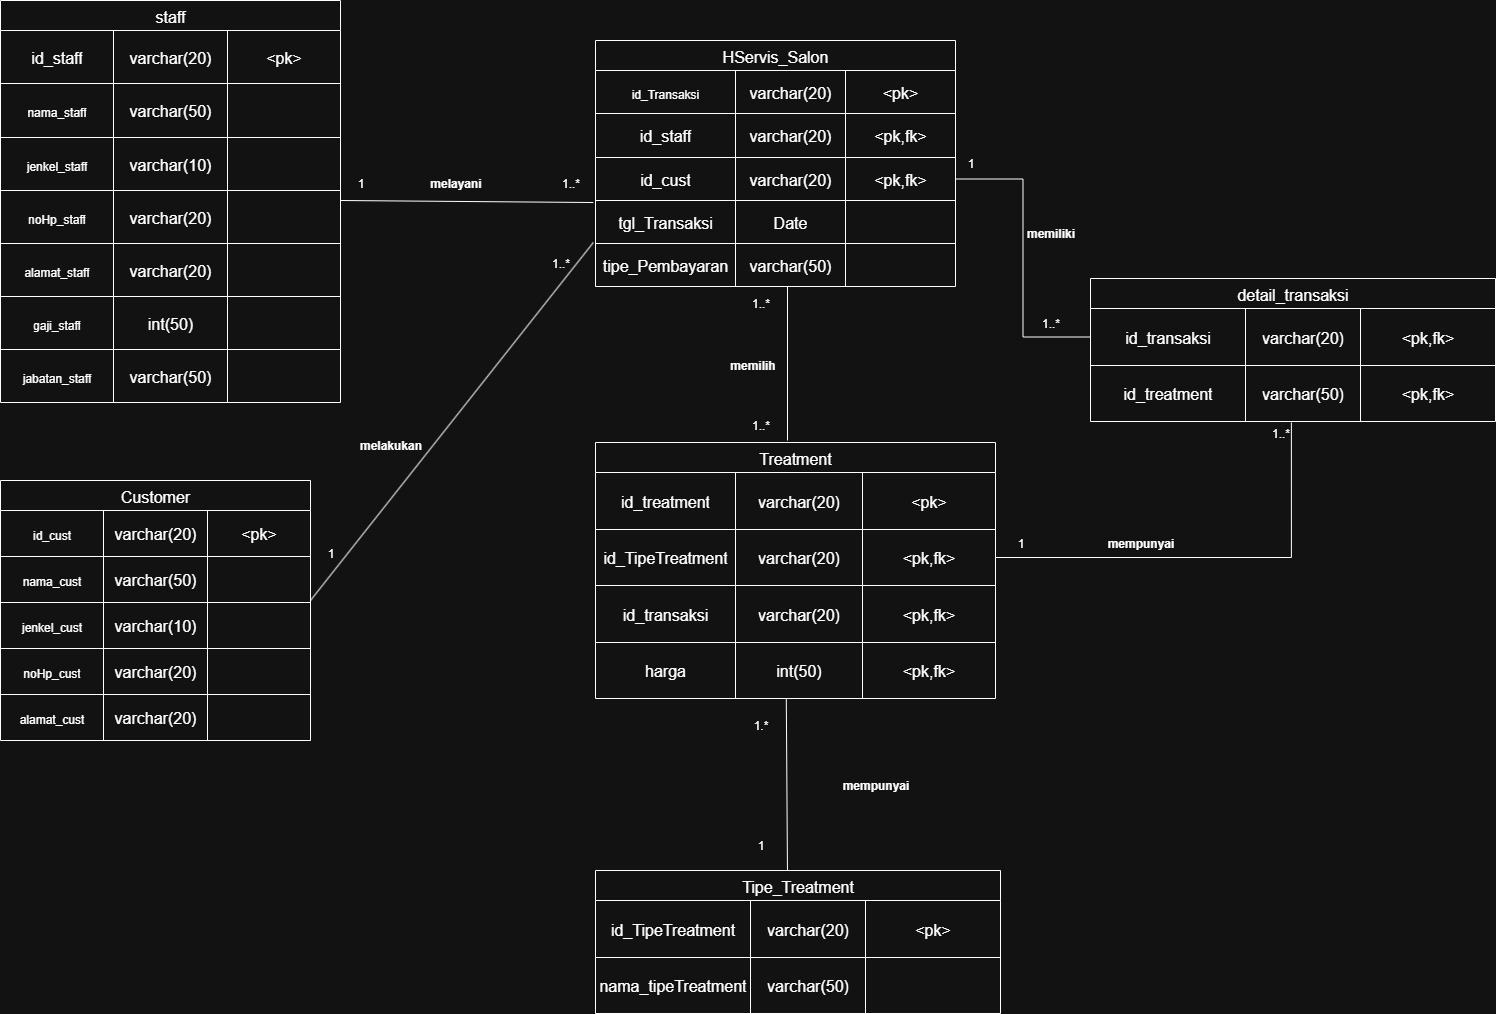 staff
id_staff varchar(20) <pk>
nama_staff varchar(50)
jenkel_staff varchar(10)
noHp_staff varchar(20)
alamat_staff varchar(20)
gaji_staff int(50)
jabatan_staff varchar(50)
1 melayani 1..*
HServis_Salon
id_Transaksi varchar(20) <pk>
id_staff varchar(20) <pk,fk>
id_cust varchar(20) <pk,fk>
tgl_Transaksi Date
tipe_Pembayaran varchar(50)
1
memiliki
1..*
detail_transaksi
id_transaksi varchar(20) <pk,fk>
id_treatment varchar(50) <pk,fk>
1..*
melakukan
1
Customer
id_cust varchar(20) <pk>
nama_cust varchar(50)
jenkel_cust varchar(10)
noHp_cust varchar(20)
alamat_cust varchar(20)
1..*
memilih
1..*
Treatment
id_treatment varchar(20) <pk>
id_TipeTreatment varchar(20) <pk,fk>
id_transaksi varchar(20) <pk,fk>
harga int(50) <pk,fk>
1..*
1 mempunyai
1.*
mempunyai
1
Tipe_Treatment
id_TipeTreatment varchar(20) <pk>
nama_tipeTreatment varchar(50)